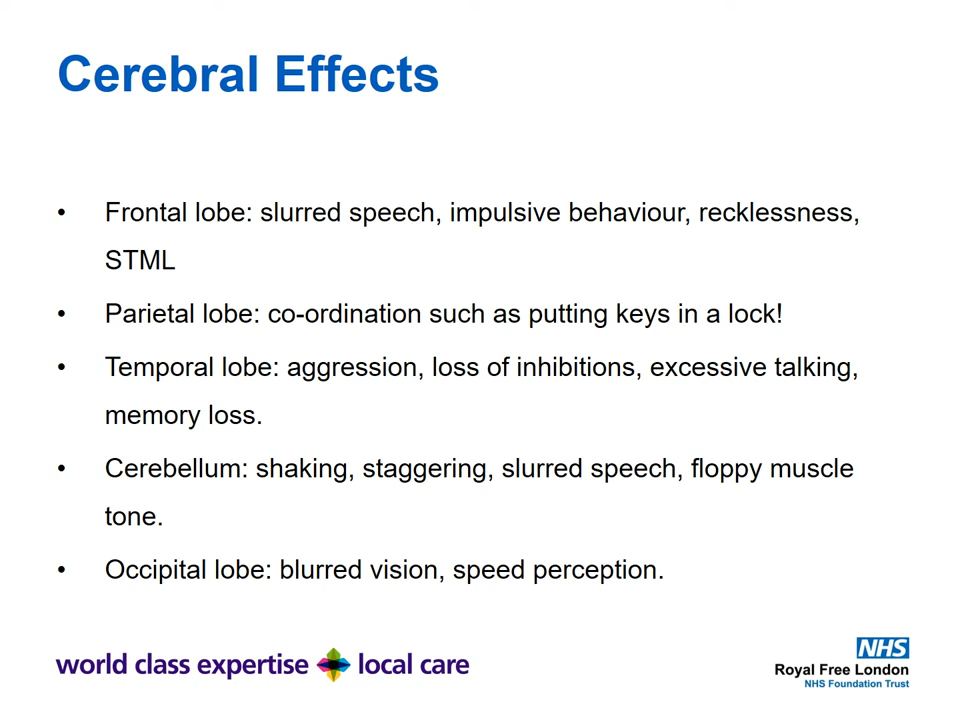 Cerebral Effects
• Frontal lobe: slurred speech, impulsive behaviour, recklessness,
STML
• Parietal lobe: co-ordination such as putting keys in a lock!
• Temporal lobe: aggression, loss of inhibitions, excessive talking,
memory loss.
• Cerebellum: shaking, staggering, slurred speech, floppy muscle
tone.
• Occipital lobe: blurred vision, speed perception.
world class expertise local care
NHS
Royal Free London
NHS Foundation Trust